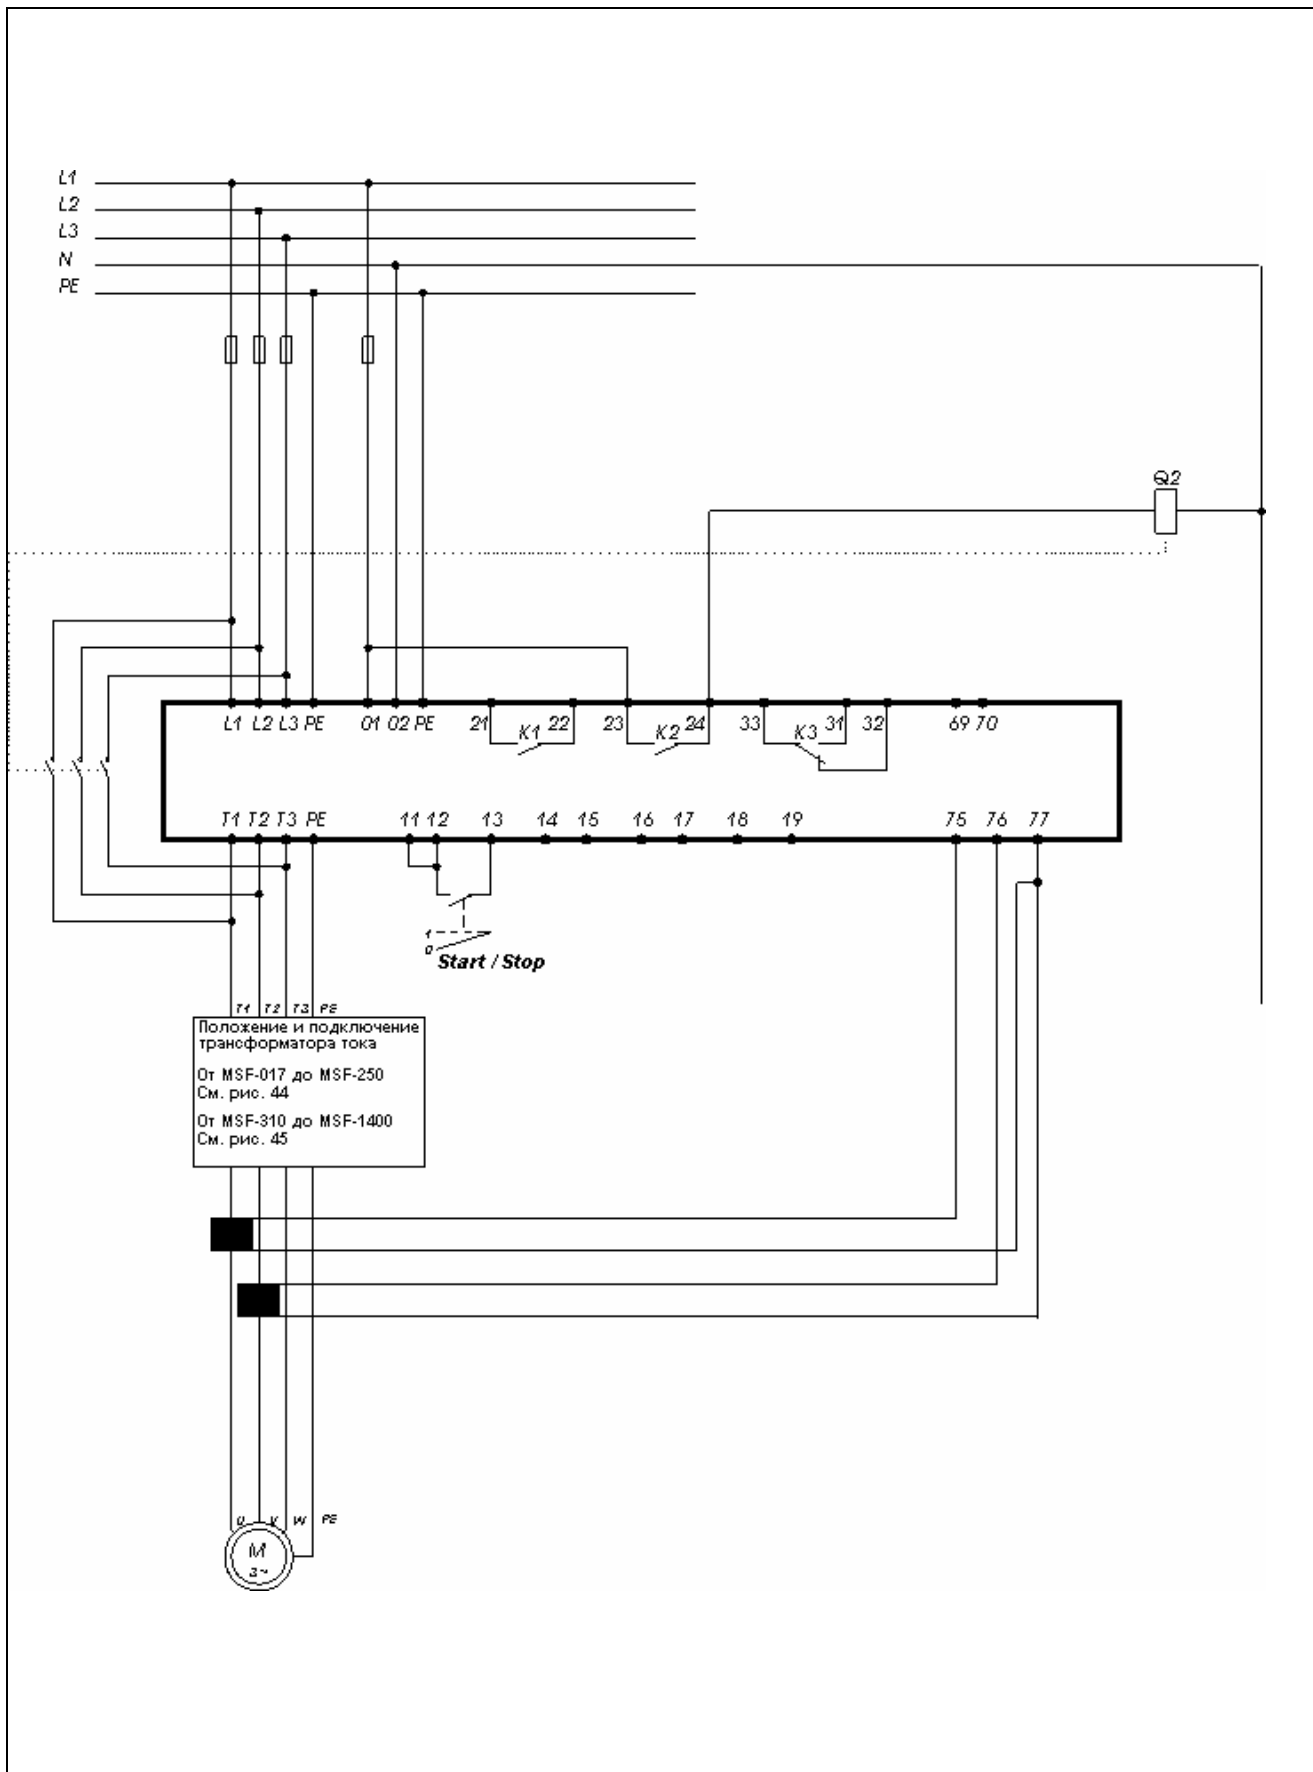 L1
L2
L3
N
PE
Q2
L1 L2 L3 PE 01 02 PE 21 K1 22 23 K2 24 33 K3 31 32 69 70
T1 T2 T3 PE 11 12 13 14 15 16 17 18 19 75 76 77
1
0
Start / Stop
T1 T2 T3 PE
Положение и подключение
трансформатора тока
От MSF-017 до MSF-250
См. рис. 44
От MSF-310 до MSF-1400
См. рис. 45
U V W PE
M
3~